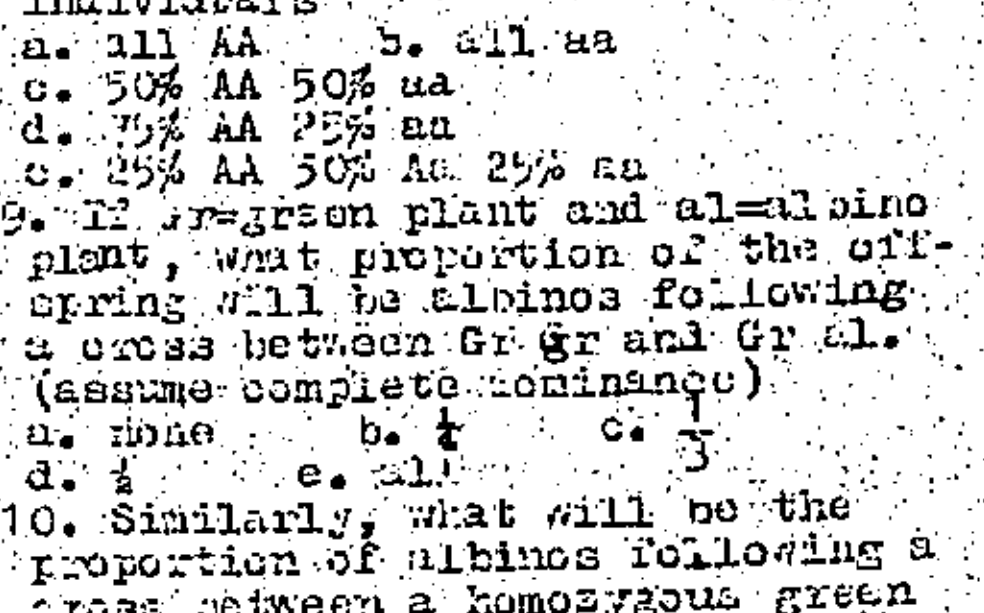 individuals
a. all AA b. all aa
c. 50% AA 50% aa
d. 75% AA 25% aa
e. 25% AA 50% Aa 25% aa
9. If Gr=green plant and al=albino
plant, what proportion of the off-
spring will be albinos following
a cross between Gr Gr and Gr al.
(assume complete dominance)
a. none b. ¼ c. 1/3
d. ½ e. all
10. Similarly, what will be the
proportion of albinos following a
cross between a homozygous green